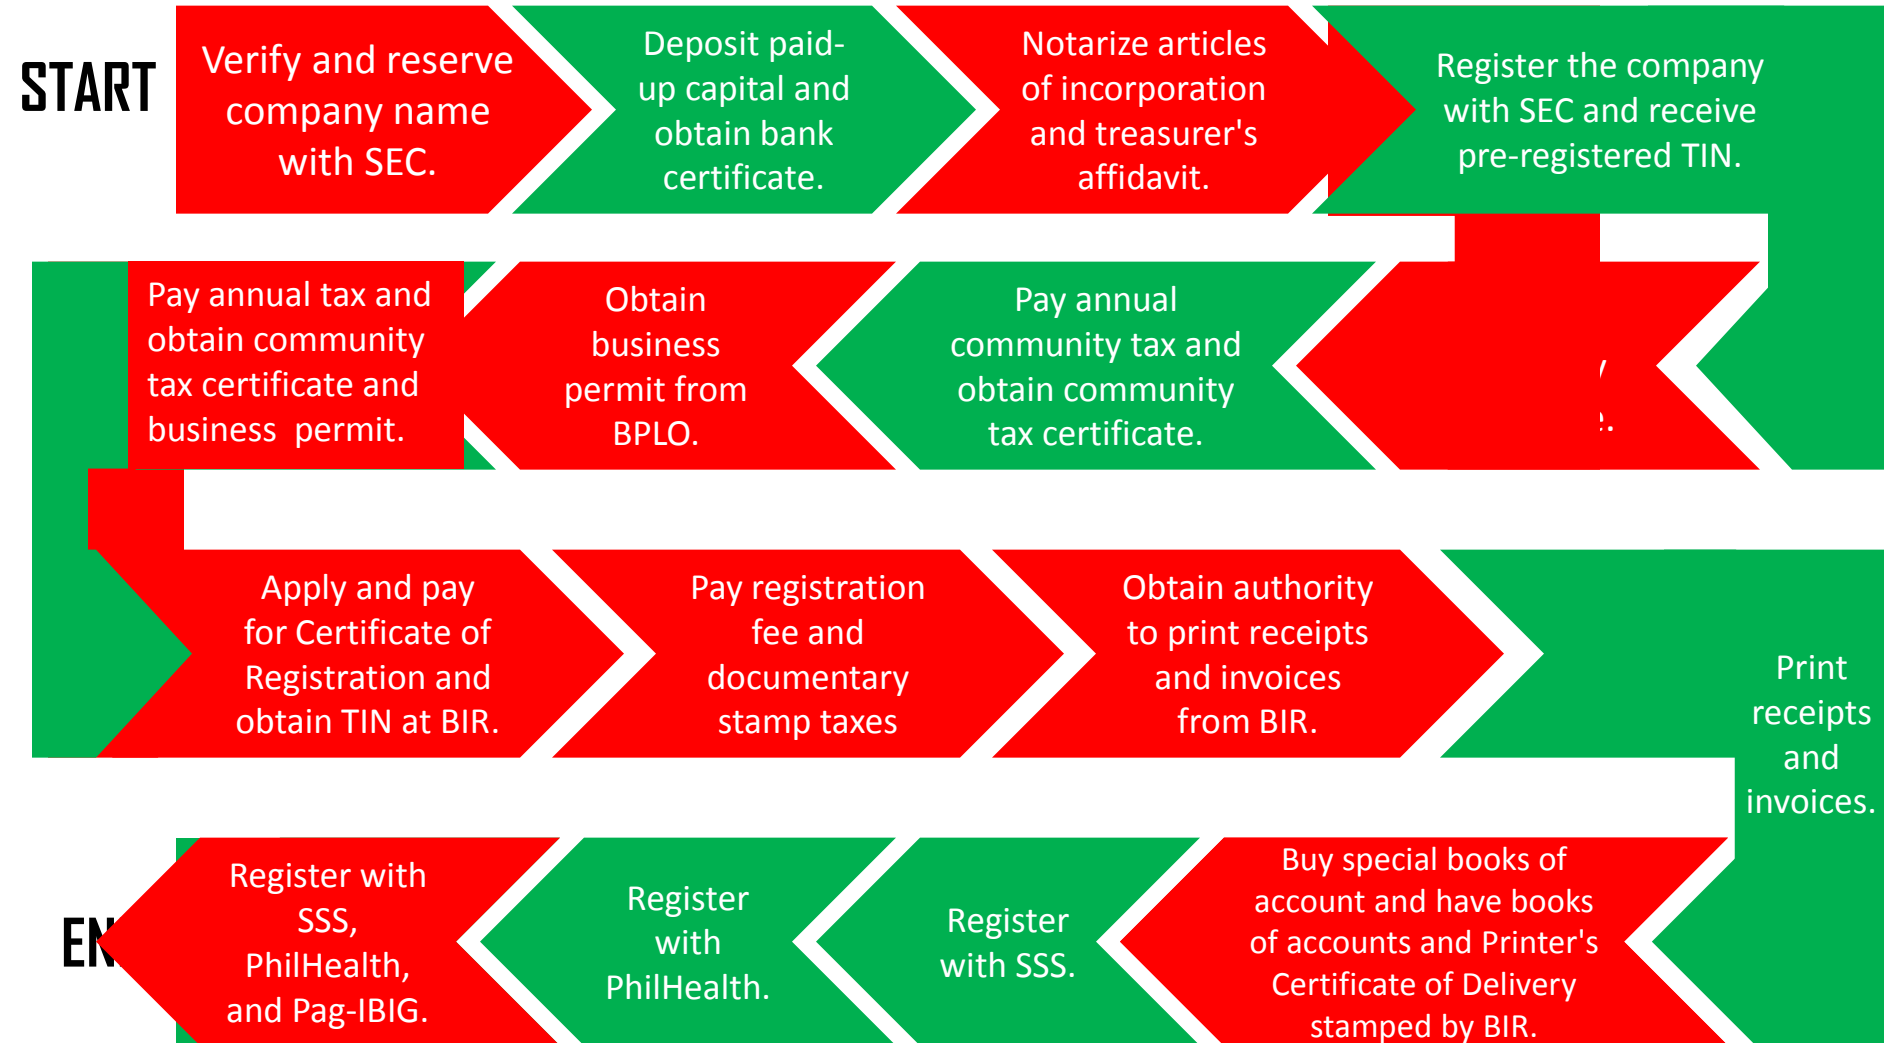 START
Verify and reserve
company name
with SEC.
Deposit paid-
up capital and
obtain bank
certificate.
Notarize articles
of incorporation
and treasurer's
affidavit.
Register the company
with SEC and receive
pre-registered TIN.
Pay annual tax and
obtain community
tax certificate and
business permit.
Obtain
business
permit from
BPLO.
Pay annual
community tax and
obtain community
tax certificate.
Apply and pay
for Certificate of
Registration and
obtain TIN at BIR.
Pay registration
fee and
documentary
stamp taxes
Obtain authority
to print receipts
and invoices
from BIR.
Print
receipts
and
invoices.
Register with
SSS,
PhilHealth,
and Pag-IBIG.
Register
with
PhilHealth.
Register
with SSS.
Buy special books of
account and have books
of accounts and Printer's
Certificate of Delivery
stamped by BIR.